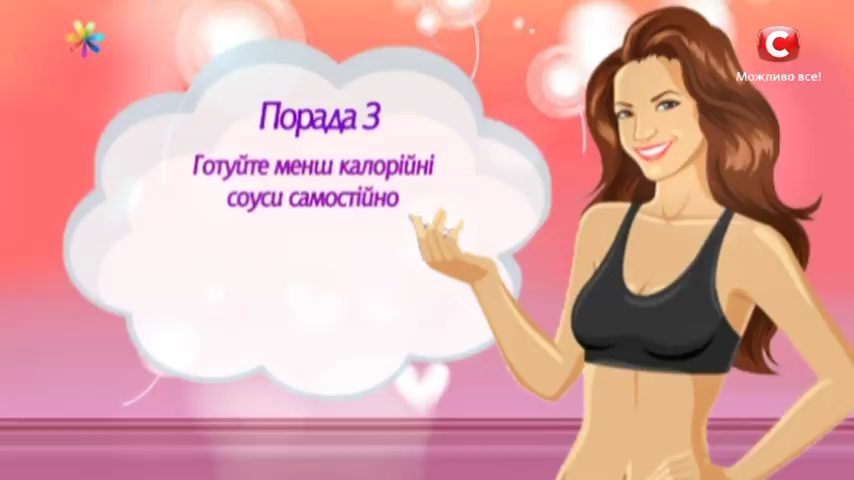 Порада 3
Готуйте менш калорійні
соуси самостійно
С
Можливо все!